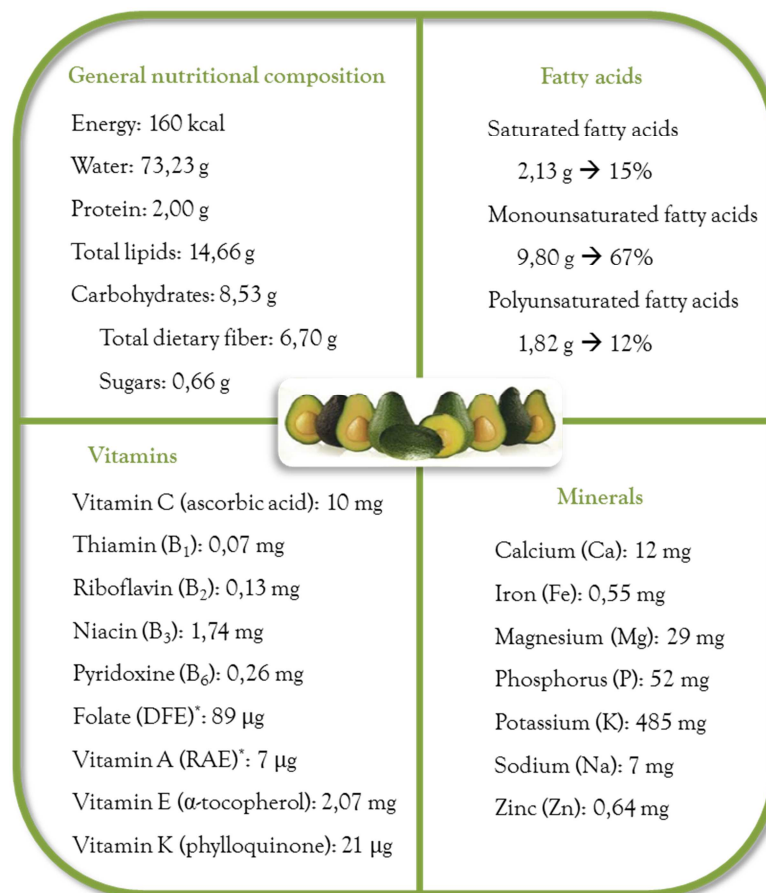 General nutritional composition
Energy: 160 kcal
Water: 73,23 g
Protein: 2,00 g
Total lipids: 14,66 g
Carbohydrates: 8,53 g
Total dietary fiber: 6,70 g
Sugars: 0,66 g
Fatty acids
Saturated fatty acids
2,13 g → 15%
Monounsaturated fatty acids
9,80 g → 67%
Polyunsaturated fatty acids
1,82 g → 12%
Vitamins
Vitamin C (ascorbic acid): 10 mg
Thiamin (B₁): 0,07 mg
Riboflavin (B₂): 0,13 mg
Niacin (B₃): 1,74 mg
Pyridoxine (B₆): 0,26 mg
Folate (DFE)*: 89 µg
Vitamin A (RAE)*: 7 µg
Vitamin E (α-tocopherol): 2,07 mg
Vitamin K (phylloquinone): 21 µg
Minerals
Calcium (Ca): 12 mg
Iron (Fe): 0,55 mg
Magnesium (Mg): 29 mg
Phosphorus (P): 52 mg
Potassium (K): 485 mg
Sodium (Na): 7 mg
Zinc (Zn): 0,64 mg